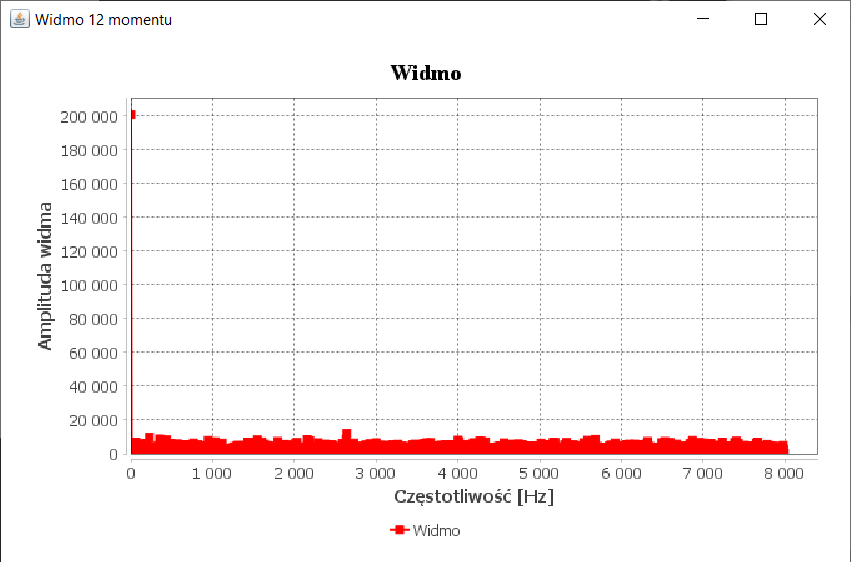 Widmo 12 momentu
Widmo
Amplituda widma
200 000
180 000
160 000
140 000
120 000
100 000
80 000
60 000
40 000
20 000
0
0 1 000 2 000 3 000 4 000 5 000 6 000 7 000 8 000
Częstotliwość [Hz]
Widmo